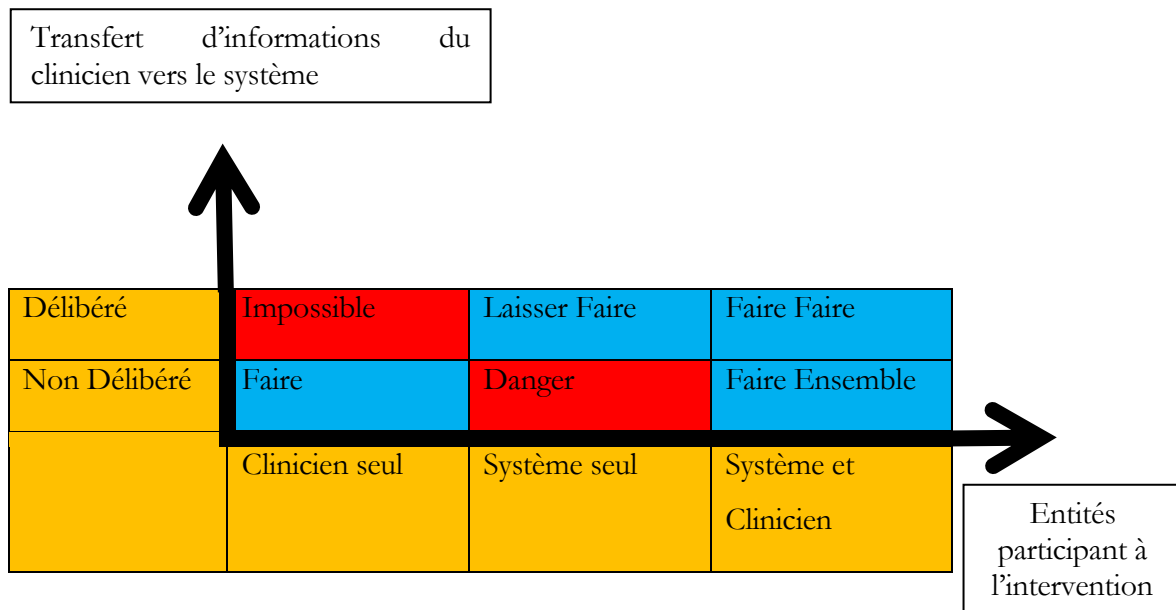 Transfert d'informations du
clinicien vers le système
Délibéré Impossible Laisser Faire Faire Faire
Non Délibéré Faire Danger Faire Ensemble
Clinicien seul Système seul Système et
Clinicien
Entités
participant à
l'intervention